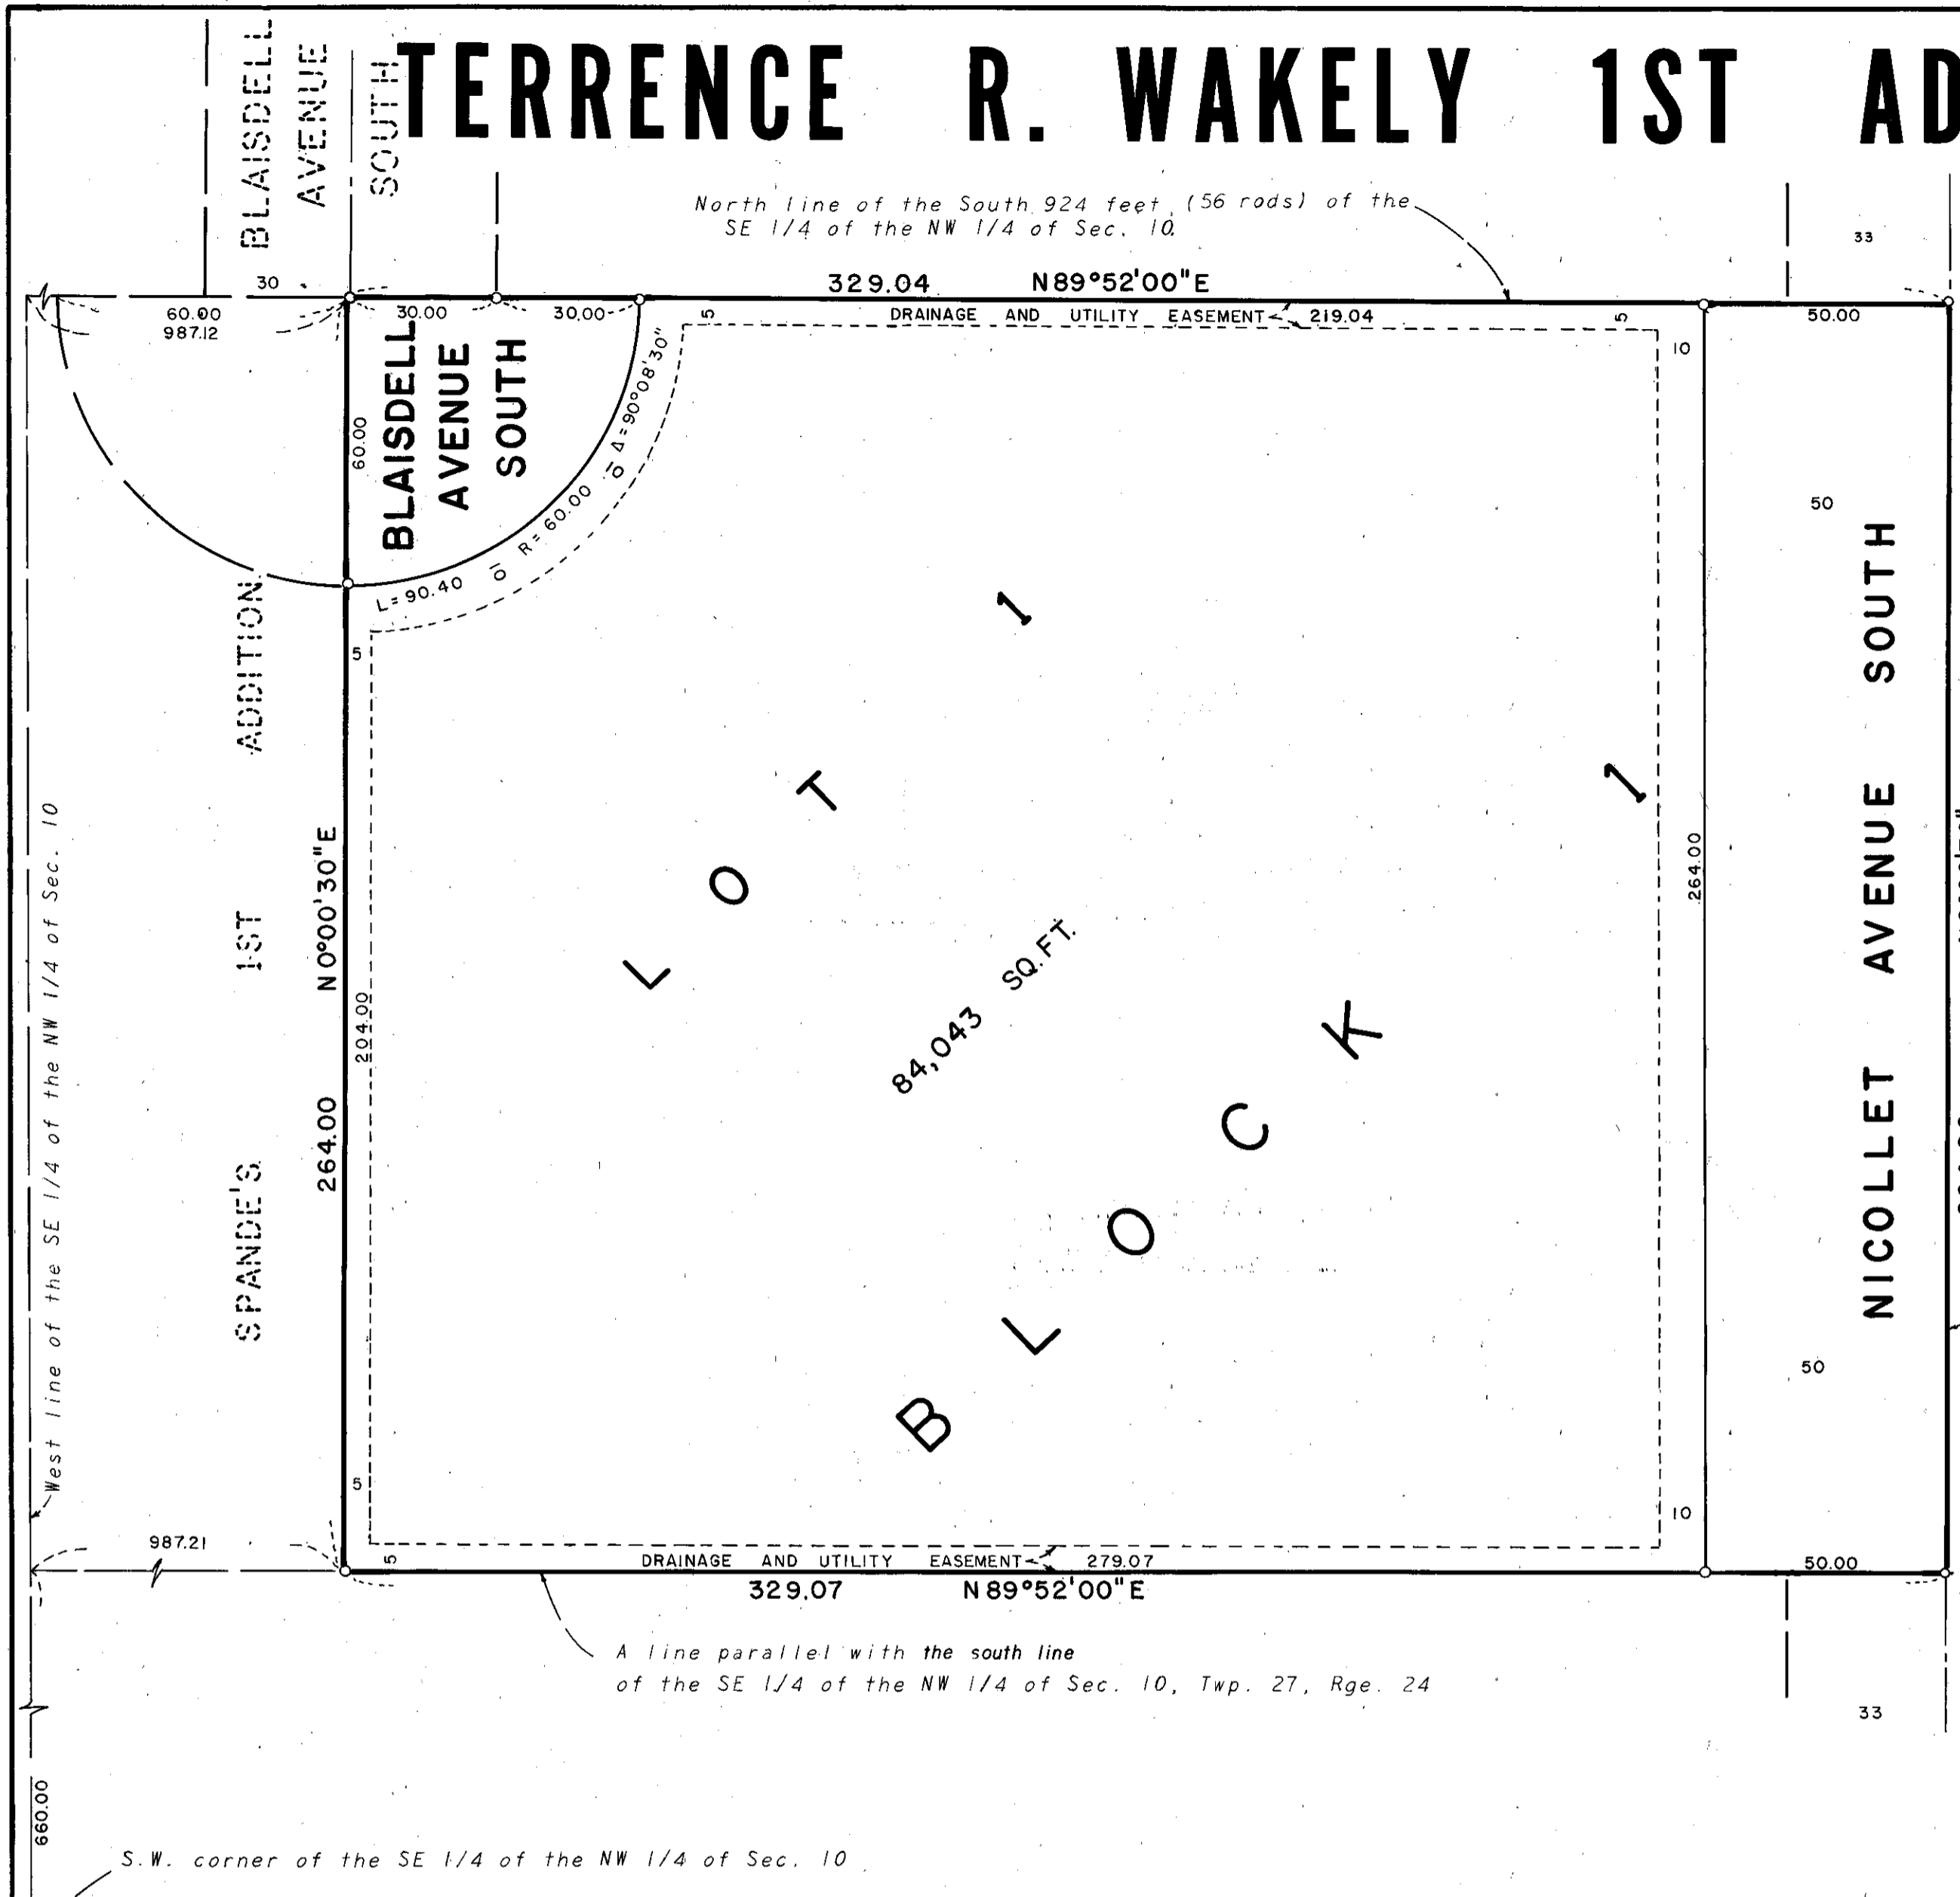 TERRENCE R. WAKELY 1ST AD
BLAISDELL
AVENUE
SOUTH
North line of the South 924 feet (56 rods) of the
SE 1/4 of the NW 1/4 of Sec. 10.
33
30
329.04 N89°52'00"E
60.00
987.12
30.00
30.00
5
DRAINAGE AND UTILITY EASEMENT
219.04
5
50.00
10
BLAISDELL
AVENUE
SOUTH
60.00
L=90.40
R=60.00
Δ=90°08'30"
10
10
50
5
1
LOT
1
264.00
NICOLLET AVENUE SOUTH
SPANDE'S 1ST ADDITION
West line of the SE 1/4 of the NW 1/4 of Sec. 10
264.00 N0°00'30"E
204.00
84,043 SQ.FT.
BLOCK
50
5
10
987.21
5
DRAINAGE AND UTILITY EASEMENT
279.07
50.00
329.07 N89°52'00"E
A line parallel with the south line
of the SE 1/4 of the NW 1/4 of Sec. 10, Twp. 27, Rge. 24
33
660.00
S.W. corner of the SE 1/4 of the NW 1/4 of Sec. 10